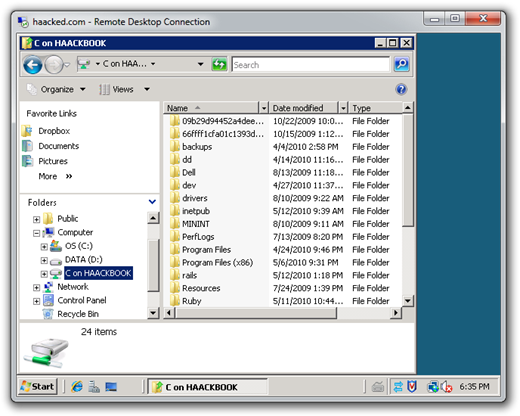 haacked.com - Remote Desktop Connection
C on HAACKBOOK
C on HAA... Search
Organize Views
Favorite Links
Dropbox
Documents
Pictures
More »
Folders
Public
Computer
OS (C:)
DATA (D:)
C on HAACKBOOK
Network
Control Panel
Recycle Bin
Name Date modified Type
09b29d94452a4dee... 10/22/2009 10:0... File Folder
66ffff1cfa01c1393d... 10/15/2009 1:12... File Folder
backups 4/4/2010 2:58 PM File Folder
dd 4/14/2010 11:16... File Folder
Dell 8/13/2009 11:18... File Folder
dev 4/27/2010 11:37... File Folder
drivers 8/10/2009 9:22 AM File Folder
inetpub 5/12/2010 9:39 AM File Folder
MININT 8/10/2009 9:01 AM File Folder
PerfLogs 7/13/2009 8:20 PM File Folder
Program Files 4/24/2010 9:46 PM File Folder
Program Files (x86) 5/6/2010 9:31 PM File Folder
rails 5/12/2010 1:18 PM File Folder
Resources 7/24/2009 1:39 PM File Folder
Ruby 5/11/2010 10:44... File Folder
24 items
Start C on HAACKBOOK 6:35 PM